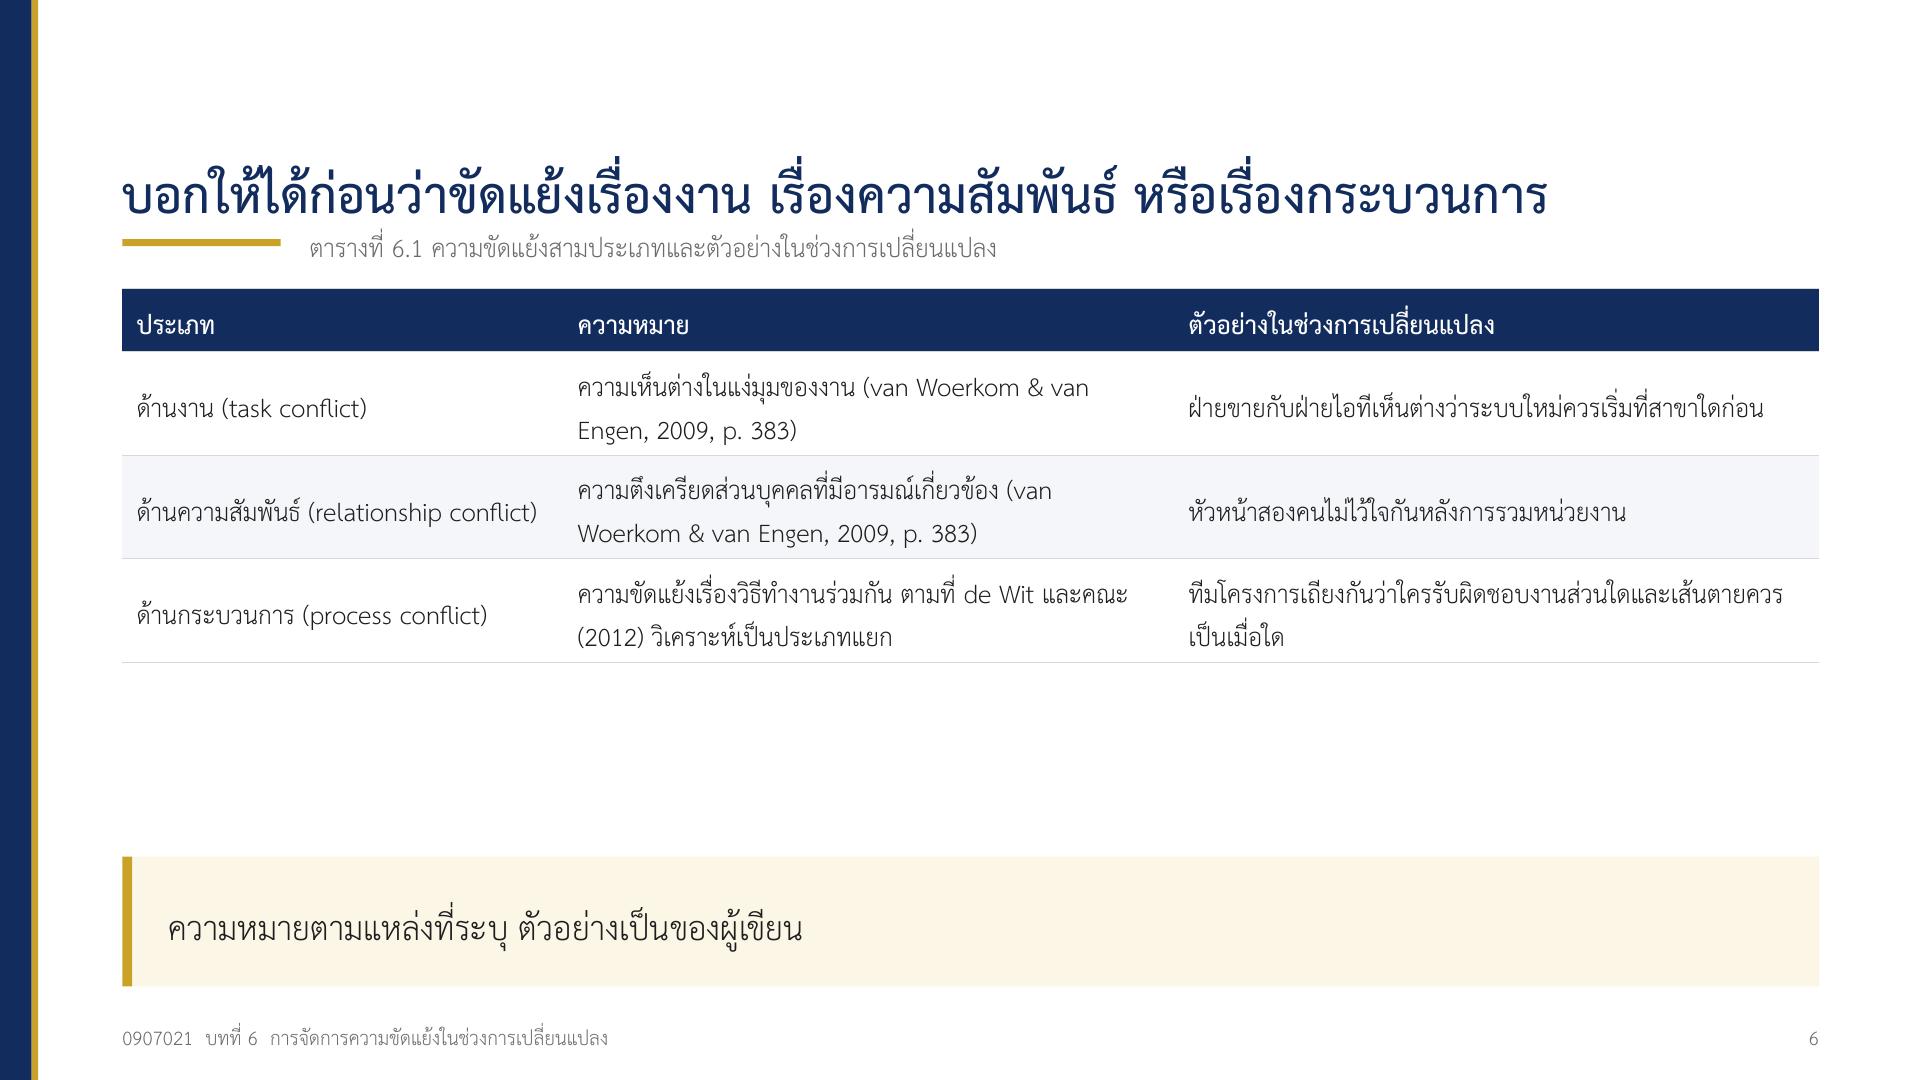 บอกให้ได้ก่อนว่าขัดแย้งเรื่องงาน เรื่องความสัมพันธ์ หรือเรื่องกระบวนการ
ตารางที่ 6.1 ความขัดแย้งสามประเภทและตัวอย่างในช่วงการเปลี่ยนแปลง
ประเภท ความหมาย ตัวอย่างในช่วงการเปลี่ยนแปลง
ด้านงาน (task conflict)
ความเห็นต่างในแง่มุมของงาน (van Woerkom & van
Engen, 2009, p. 383)
ฝ่ายขายกับฝ่ายไอทีเห็นต่างว่าระบบใหม่ควรเริ่มที่สาขาใดก่อน
ด้านความสัมพันธ์ (relationship conflict)
ความตึงเครียดส่วนบุคคลที่มีอารมณ์เกี่ยวข้อง (van
Woerkom & van Engen, 2009, p. 383)
หัวหน้าสองคนไม่ไว้ใจกันหลังการรวมหน่วยงาน
ด้านกระบวนการ (process conflict)
ความขัดแย้งเรื่องวิธีทำงานร่วมกัน ตามที่ de Wit และคณะ
(2012) วิเคราะห์เป็นประเภทแยก
ทีมโครงการเถียงกันว่าใครรับผิดชอบงานส่วนใดและเส้นตายควร
เป็นเมื่อใด
ความหมายตามแหล่งที่ระบุ ตัวอย่างเป็นของผู้เขียน
0907021 บทที่ 6 การจัดการความขัดแย้งในช่วงการเปลี่ยนแปลง
6